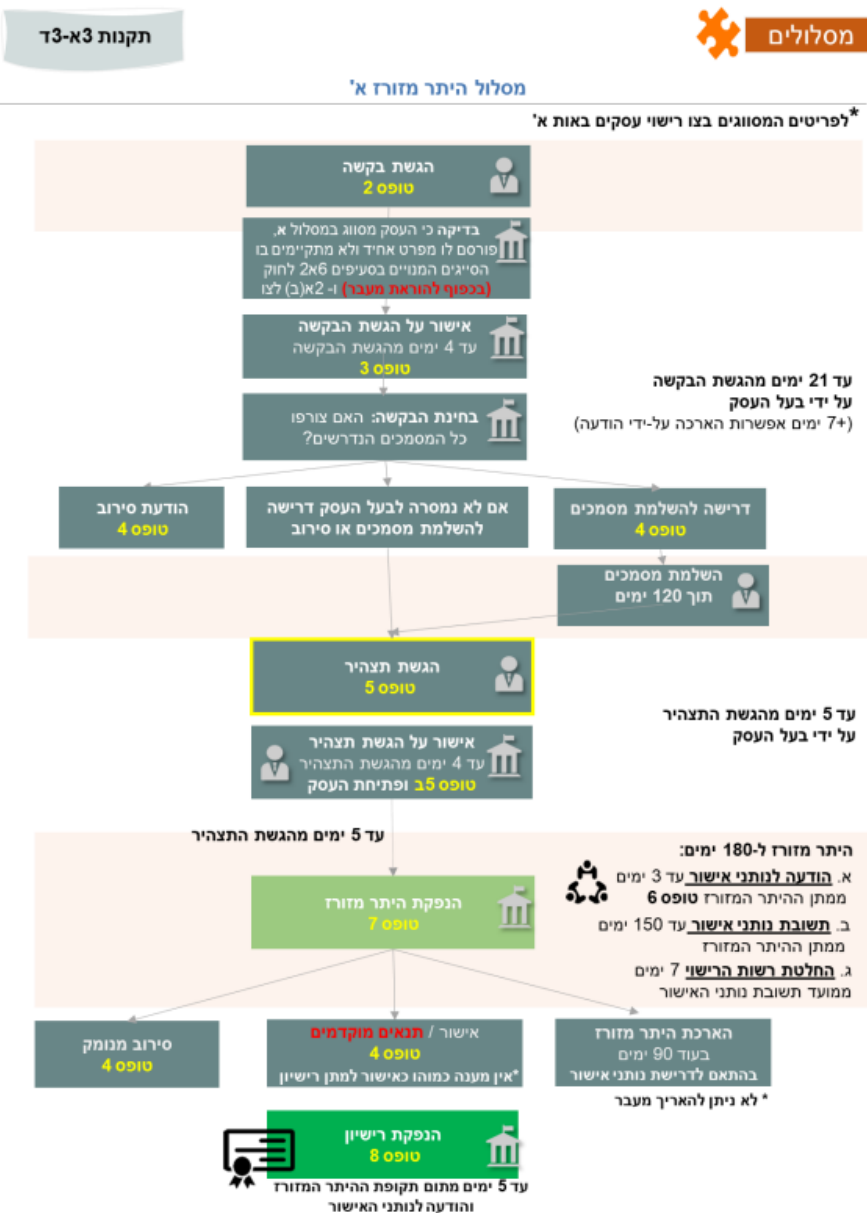 מסלולים
תקנות 3א-3ד
מסלול היתר מזורז א'
*לפריטים המסווגים בצו רישוי עסקים באות א'
הגשת בקשה
טופס 2
בדיקה כי העסק מסווג במסלול א,
פורסם לו מפרט אחיד ולא מתקיימים בו
הסייגים המנויים בסעיפים 6א2 לחוק
(בכפוף להוראת מעבר) ו- 2א(ב) לצו
אישור על הגשת הבקשה
עד 4 ימים מהגשת הבקשה
טופס 3
עד 21 ימים מהגשת הבקשה
על ידי בעל העסק
(+7 ימים אפשרות הארכה על-ידי הודעה)
בחינת הבקשה: האם צורפו
כל המסמכים הנדרשים?
דרישה להשלמת מסמכים
טופס 4
אם לא נמסרה לבעל העסק דרישה
להשלמת מסמכים או סירוב
הודעת סירוב
טופס 4
השלמת מסמכים
תוך 120 ימים
הגשת תצהיר
טופס 5
עד 5 ימים מהגשת התצהיר
על ידי בעל העסק
אישור על הגשת תצהיר
עד 4 ימים מהגשת התצהיר
טופס 5ב ופתיחת העסק
עד 5 ימים מהגשת התצהיר
היתר מזורז ל-180 ימים:
א. הודעה לנותני אישור עד 3 ימים
ממתן ההיתר המזורז טופס 6
ב. תשובת נותני אישור עד 150 ימים
ממתן ההיתר המזורז
ג. החלטת רשות הרישוי 7 ימים
ממועד תשובת נותני האישור
הנפקת היתר מזורז
טופס 7
הארכת היתר מזורז
בעוד 90 ימים
בהתאם לדרישת נותני אישור
* לא ניתן להאריך מעבר
אישור / תנאים מוקדמים
טופס 4
*אין מענה כמוהו כאישור למתן רישיון
סירוב מנומק
טופס 4
הנפקת רישיון
טופס 8
עד 5 ימים מתום תקופת ההיתר המזורז
והודעה לנותני האישור